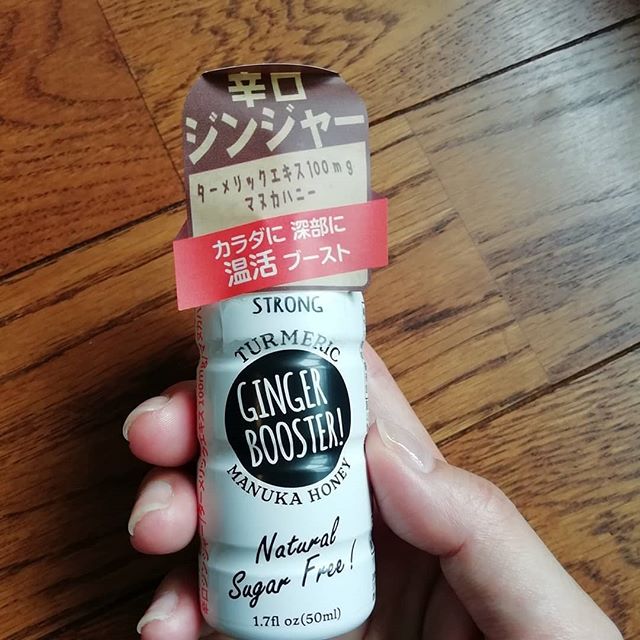 辛口
ジンジャー
ターメリックエキス100mg
マヌカハニー
カラダに 深部に
温活 ブースト
STRONG
TURMERIC
GINGER
BOOSTER!
MANUKA HONEY
Natural
Sugar Free!
1.7fl oz(50ml)